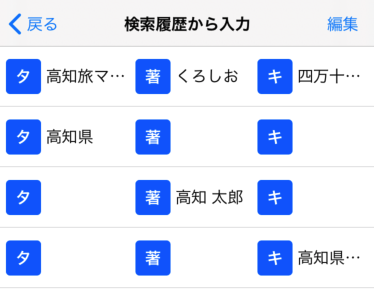 戻る 検索履歴から入力 編集
タ 高知旅マ… 著 くろしお キ 四万十…
タ 高知県 著 キ
タ 著 高知 太郎 キ
タ 著 キ 高知県…